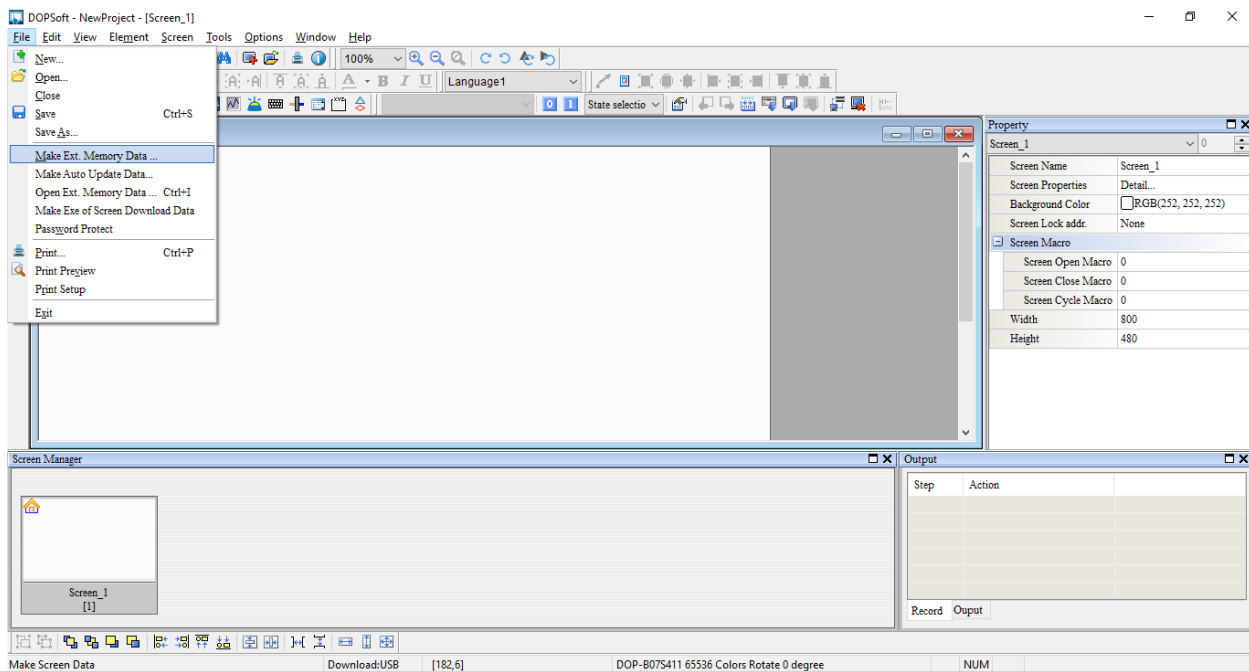 DOPSoft - NewProject - [Screen_1]
File Edit View Element Screen Tools Options Window Help
New...
Open...
Close
Save Ctrl+S
Save As...
Make Ext. Memory Data ...
Make Auto Update Data...
Open Ext. Memory Data ... Ctrl+I
Make Exe of Screen Download Data
Password Protect
Print... Ctrl+P
Print Preview
Print Setup
Exit
100%
A B I U Language1
0 1 State selectio
Property
Screen_1 0
Screen Name Screen_1
Screen Properties Detail...
Background Color RGB(252, 252, 252)
Screen Lock addr. None
Screen Macro
Screen Open Macro 0
Screen Close Macro 0
Screen Cycle Macro 0
Width 800
Height 480
Screen Manager
Screen_1
[1]
Output
Step Action
Record Ouput
Make Screen Data Download:USB [182,6] DOP-B07S411 65536 Colors Rotate 0 degree NUM